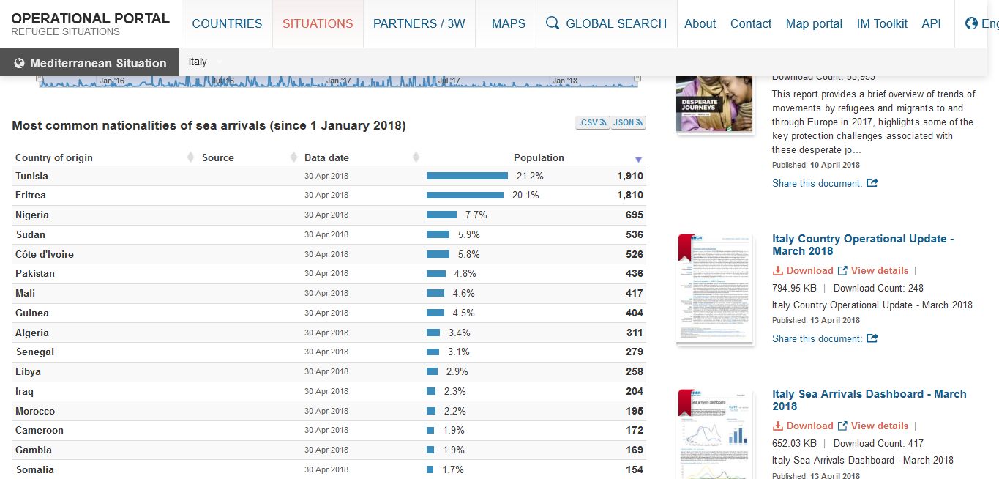 OPERATIONAL PORTAL
REFUGEE SITUATIONS
COUNTRIES
SITUATIONS
PARTNERS / 3W
MAPS
GLOBAL SEARCH
About
Contact
Map portal
IM Toolkit
API
Eng
Mediterranean Situation
Italy
Jan '16
Jul '16
Jan '17
Jul '17
Jan '18
Most common nationalities of sea arrivals (since 1 January 2018)
.CSV
JSON
Country of origin Source Data date Population
Tunisia 30 Apr 2018 21.2% 1,910
Eritrea 30 Apr 2018 20.1% 1,810
Nigeria 30 Apr 2018 7.7% 695
Sudan 30 Apr 2018 5.9% 536
Côte d'Ivoire 30 Apr 2018 5.8% 526
Pakistan 30 Apr 2018 4.8% 436
Mali 30 Apr 2018 4.6% 417
Guinea 30 Apr 2018 4.5% 404
Algeria 30 Apr 2018 3.4% 311
Senegal 30 Apr 2018 3.1% 279
Libya 30 Apr 2018 2.9% 258
Iraq 30 Apr 2018 2.3% 204
Morocco 30 Apr 2018 2.2% 195
Cameroon 30 Apr 2018 1.9% 172
Gambia 30 Apr 2018 1.9% 169
Somalia 30 Apr 2018 1.7% 154
DESPERATE
JOURNEYS
Download Count: 53,955
This report provides a brief overview of trends of
movements by refugees and migrants to and
through Europe in 2017, highlights some of the
key protection challenges associated with
these desperate jo…
Published: 10 April 2018
Share this document:
Italy Country Operational Update -
March 2018
Download View details |
794.95 KB | Download Count: 248
Italy Country Operational Update - March 2018
Published: 13 April 2018
Share this document:
Sea arrivals dashboard
Italy Sea Arrivals Dashboard - March
2018
Download View details |
652.03 KB | Download Count: 417
Italy Sea Arrivals Dashboard - March 2018
Published: 13 April 2018